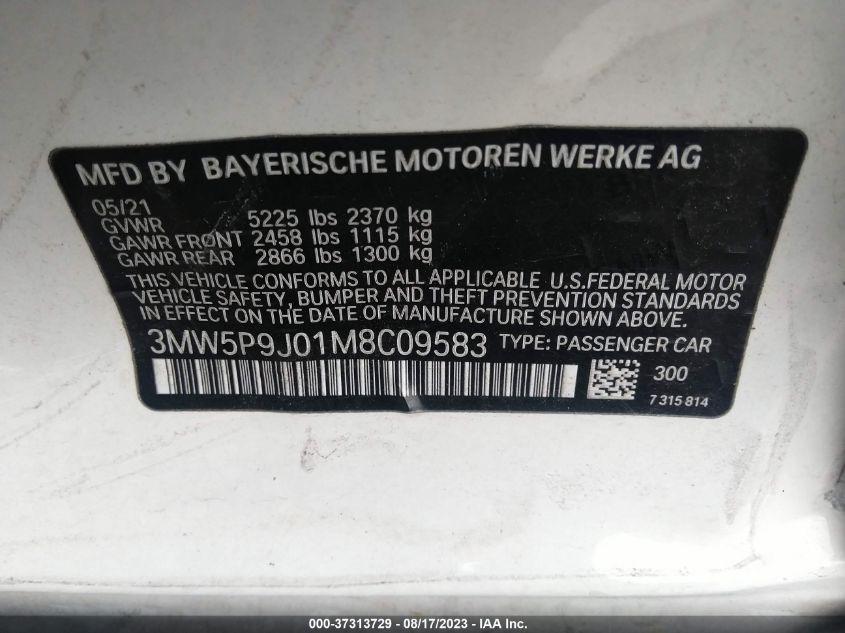 MFD BY BAYERISCHE MOTOREN WERKE AG
05/21
GVWR 5225 lbs 2370 kg
GAWR FRØNT 2458 lbs 1115 kg
GAWR REAR 2866 lbs 1300 kg
THIS VEHICLE CONFORMS TO ALL APPLICABLE U.S.FEDERAL MOTOR
VEHICLE SAFETY, BUMPER AND THEFT PREVENTION STANDARDS
IN EFFECT ON THE DATE OF MANUFACTURE SHOWN ABOVE.
3MW5P9J01M8C09583 TYPE: PASSENGER CAR
300
7 315 814
000-37313729 - 08/17/2023 - IAA Inc.